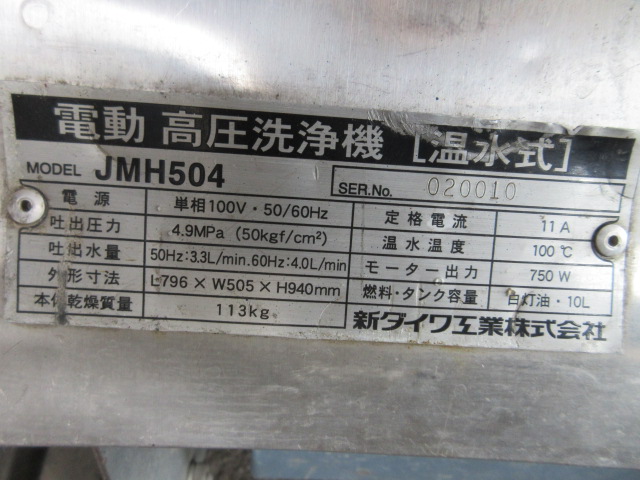 電動 高圧洗浄機 [温水式]
MODEL JMH504
SER.No. 020010
電源 単相100V・50/60Hz
吐出圧力 4.9MPa (50kgf/cm²)
吐出水量 50Hz:3.3L/min. 60Hz:4.0L/min
外形寸法 L796 × W505 × H940mm
本体乾燥質量 113kg
定格電流 11A
温水温度 100℃
モーター出力 750W
燃料・タンク容量 白灯油・10L
新ダイワ工業株式会社